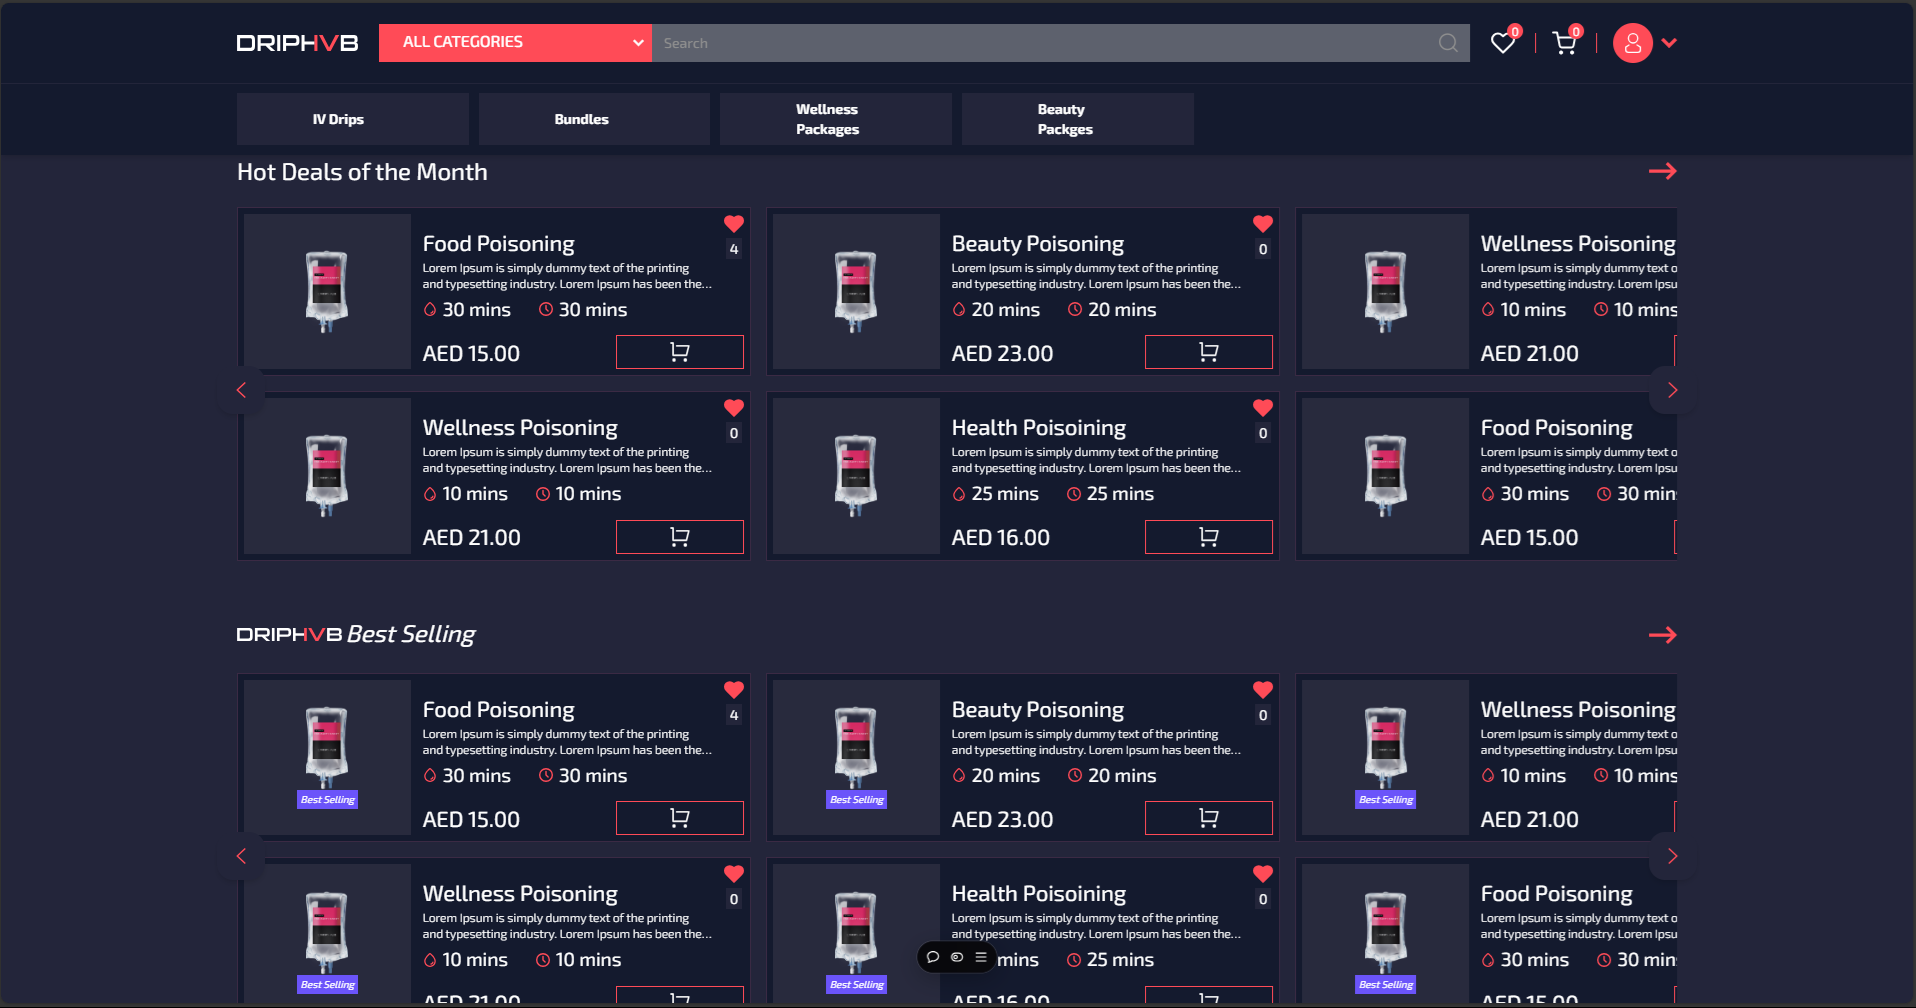 DRIPHVB
ALL CATEGORIES
Search
0
0
IV Drips
Bundles
Wellness
Packages
Beauty
Packges
Hot Deals of the Month
Food Poisoning
4
Lorem Ipsum is simply dummy text of the printing
and typesetting industry. Lorem Ipsum has been the...
30 mins
30 mins
AED 15.00
Beauty Poisoning
0
Lorem Ipsum is simply dummy text of the printing
and typesetting industry. Lorem Ipsum has been the...
20 mins
20 mins
AED 23.00
Wellness Poisoning
Lorem Ipsum is simply dummy text o
and typesetting industry. Lorem Ipsu
10 mins
10 mins
AED 21.00
Wellness Poisoning
0
Lorem Ipsum is simply dummy text of the printing
and typesetting industry. Lorem Ipsum has been the...
10 mins
10 mins
AED 21.00
Health Poisoining
0
Lorem Ipsum is simply dummy text of the printing
and typesetting industry. Lorem Ipsum has been the...
25 mins
25 mins
AED 16.00
Food Poisoning
Lorem Ipsum is simply dummy text o
and typesetting industry. Lorem Ipsu
30 mins
30 mins
AED 15.00
DRIPHVB Best Selling
Food Poisoning
4
Lorem Ipsum is simply dummy text of the printing
and typesetting industry. Lorem Ipsum has been the...
30 mins
30 mins
Best Selling
AED 15.00
Beauty Poisoning
0
Lorem Ipsum is simply dummy text of the printing
and typesetting industry. Lorem Ipsum has been the...
20 mins
20 mins
Best Selling
AED 23.00
Wellness Poisoning
Lorem Ipsum is simply dummy text o
and typesetting industry. Lorem Ipsu
10 mins
10 mins
Best Selling
AED 21.00
Wellness Poisoning
0
Lorem Ipsum is simply dummy text of the printing
and typesetting industry. Lorem Ipsum has been the...
10 mins
10 mins
Best Selling
AED 21.00
Health Poisoining
0
Lorem Ipsum is simply dummy text of the printing
and typesetting industry. Lorem Ipsum has been the...
mins
25 mins
Best Selling
AED 16.00
Food Poisoning
Lorem Ipsum is simply dummy text o
and typesetting industry. Lorem Ipsu
30 mins
30 min
Best Selling
AED 15.00